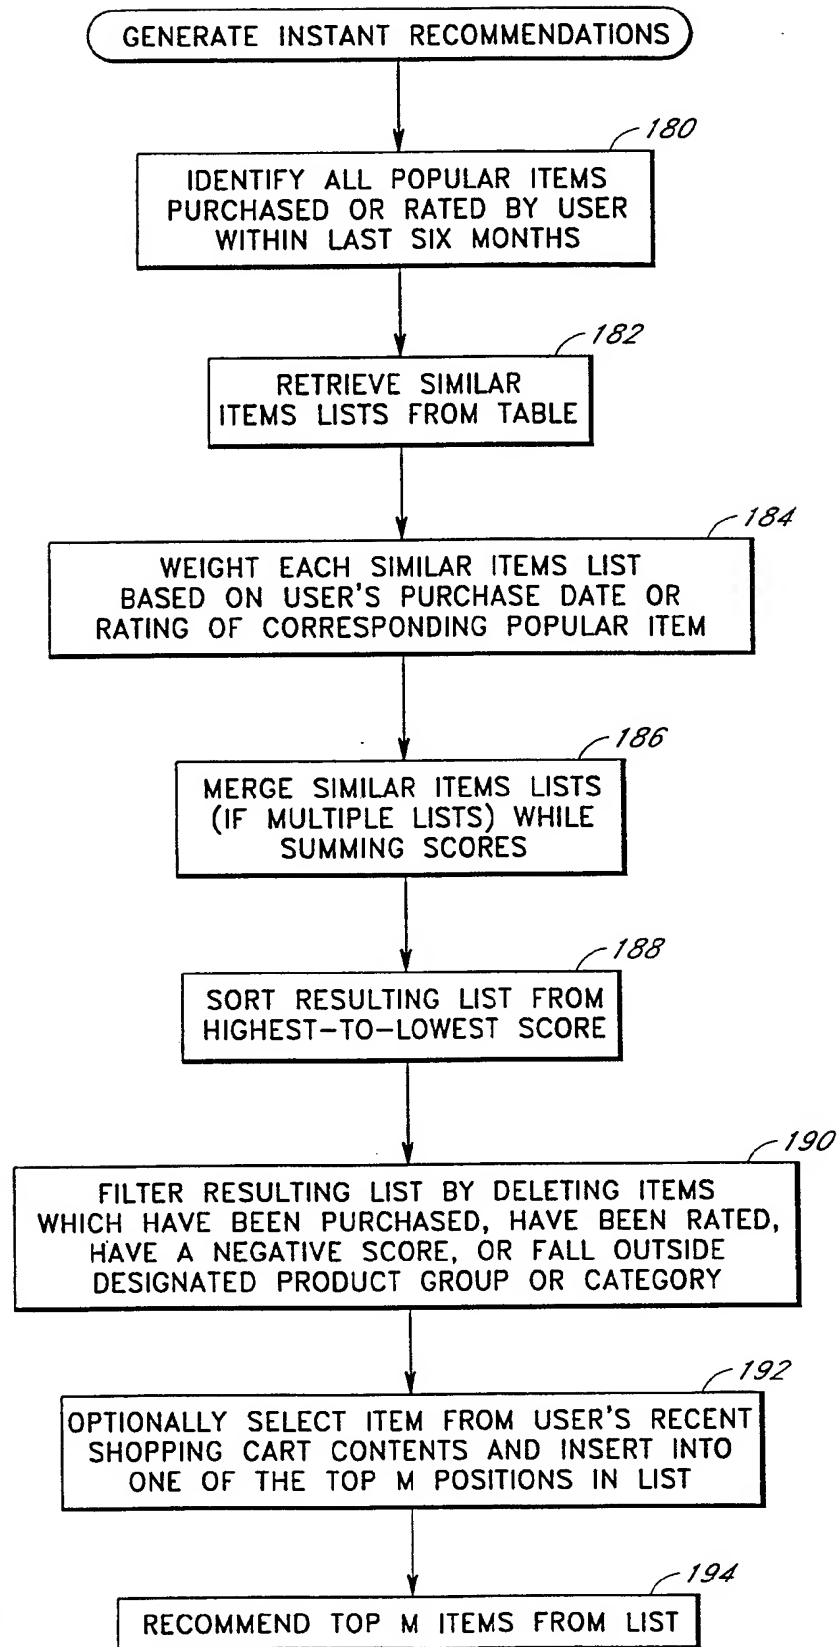 GENERATE INSTANT RECOMMENDATIONS
180
IDENTIFY ALL POPULAR ITEMS
PURCHASED OR RATED BY USER
WITHIN LAST SIX MONTHS
182
RETRIEVE SIMILAR
ITEMS LISTS FROM TABLE
184
WEIGHT EACH SIMILAR ITEMS LIST
BASED ON USER'S PURCHASE DATE OR
RATING OF CORRESPONDING POPULAR ITEM
186
MERGE SIMILAR ITEMS LISTS
(IF MULTIPLE LISTS) WHILE
SUMMING SCORES
188
SORT RESULTING LIST FROM
HIGHEST-TO-LOWEST SCORE
190
FILTER RESULTING LIST BY DELETING ITEMS
WHICH HAVE BEEN PURCHASED, HAVE BEEN RATED,
HAVE A NEGATIVE SCORE, OR FALL OUTSIDE
DESIGNATED PRODUCT GROUP OR CATEGORY
192
OPTIONALLY SELECT ITEM FROM USER'S RECENT
SHOPPING CART CONTENTS AND INSERT INTO
ONE OF THE TOP M POSITIONS IN LIST
194
RECOMMEND TOP M ITEMS FROM LIST